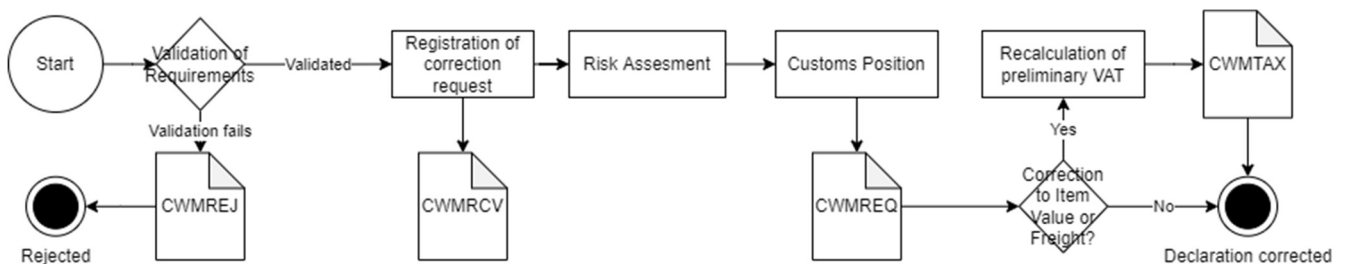 Start
Validation of
Requirements
Validated
Registration of
correction
request
Risk Assesment
Customs Position
Recalculation of
preliminary VAT
CWMTAX
Validation fails
Yes
CWMREJ
CWMRCV
CWMREQ
Correction
to Item
Value or
Freight?
No
Rejected
Declaration corrected